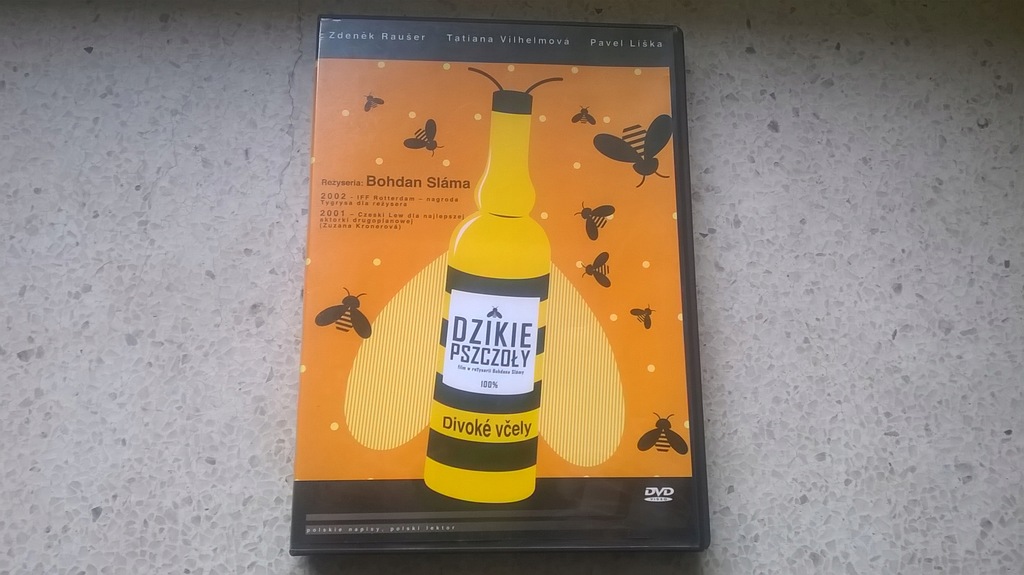 Zdeněk Raušer Tatiana Vilhelmová Pavel Liška
Reżyseria: Bohdan Sláma
2002 - IFF Rotterdam – nagroda
Tygrysa dla reżysera
2001 – Czeski Lew dla najlepszej
aktorki drugoplanowej
(Zuzana Kronerová)
DZIKIE
PSZCZOŁY
film w reżyserii Bohdana Slámy
100%
Divoké včely
DVD
VIDEO
polskie napisy, polski lektor